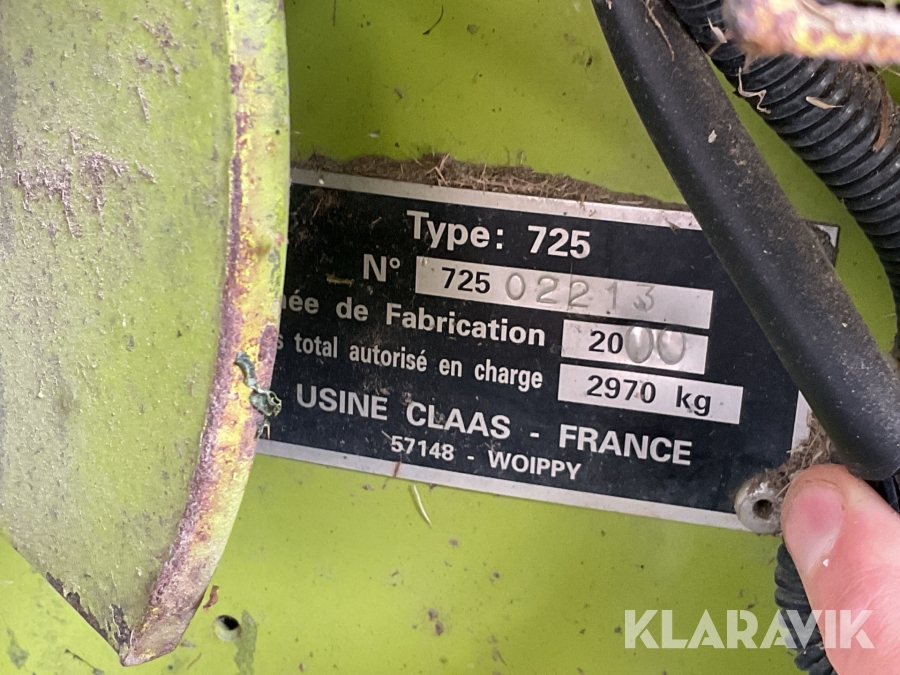 Type: 725
N° 725 02213
de Fabrication 2000
total autorisé en charge 2970 kg
USINE CLAAS - FRANCE
57148 - WOIPPY
KLARAVIK